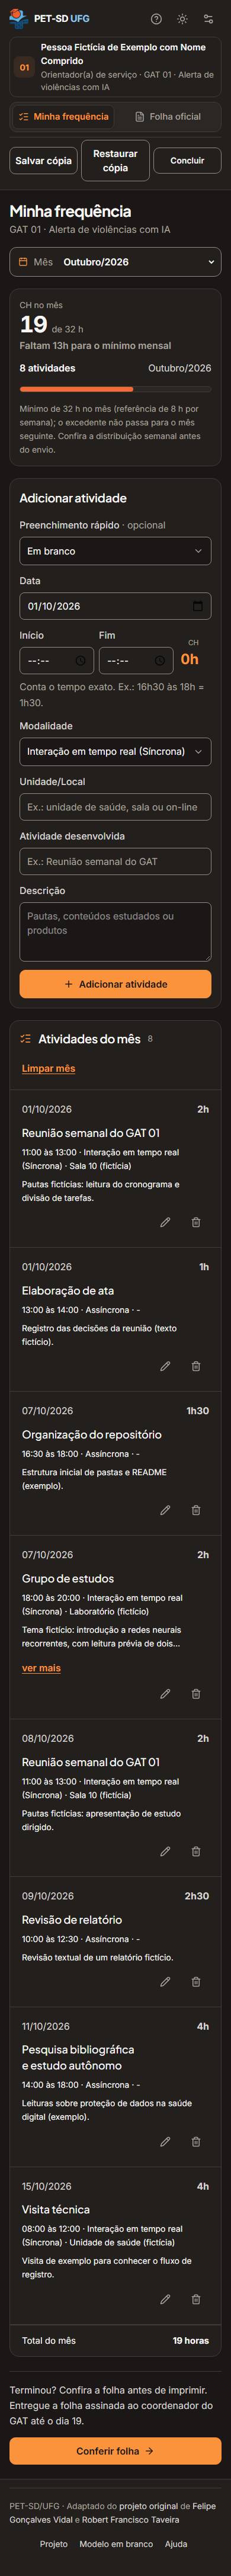 PET-SD UFG
01
Pessoa Fictícia de Exemplo com Nome
Comprido
Orientador(a) de serviço · GAT 01 · Alerta de
violências com IA
Minha frequência
Folha oficial
Salvar cópia
Restaurar
cópia
Concluir
Minha frequência
GAT 01 · Alerta de violências com IA
Mês Outubro/2026
CH no mês
19 de 32 h
Faltam 13h para o mínimo mensal
8 atividades Outubro/2026
Mínimo de 32 h no mês (referência de 8 h por
semana); o excedente não passa para o mês
seguinte. Confira a distribuição semanal antes
do envio.
Adicionar atividade
Preenchimento rápido · opcional
Em branco
Data
01/10/2026
Início Fim CH
--:-- --:-- 0h
Conta o tempo exato. Ex.: 16h30 às 18h =
1h30.
Modalidade
Interação em tempo real (Síncrona)
Unidade/Local
Ex.: unidade de saúde, sala ou on-line
Atividade desenvolvida
Ex.: Reunião semanal do GAT
Descrição
Pautas, conteúdos estudados ou
produtos
+ Adicionar atividade
Atividades do mês 8
Limpar mês
01/10/2026 2h
Reunião semanal do GAT 01
11:00 às 13:00 · Interação em tempo real
(Síncrona) · Sala 10 (fictícia)
Pautas fictícias: leitura do cronograma e
divisão de tarefas.
01/10/2026 1h
Elaboração de ata
13:00 às 14:00 · Assíncrona · -
Registro das decisões da reunião (texto
fictício).
07/10/2026 1h30
Organização do repositório
16:30 às 18:00 · Assíncrona · -
Estrutura inicial de pastas e README
(exemplo).
07/10/2026 2h
Grupo de estudos
18:00 às 20:00 · Interação em tempo real
(Síncrona) · Laboratório (fictício)
Tema fictício: introdução a redes neurais
recorrentes, com leitura prévia de dois...
ver mais
08/10/2026 2h
Reunião semanal do GAT 01
11:00 às 13:00 · Interação em tempo real
(Síncrona) · Sala 10 (fictícia)
Pautas fictícias: apresentação de estudo
dirigido.
09/10/2026 2h30
Revisão de relatório
10:00 às 12:30 · Assíncrona · -
Revisão textual de um relatório fictício.
11/10/2026 4h
Pesquisa bibliográfica
e estudo autônomo
14:00 às 18:00 · Assíncrona · -
Leituras sobre proteção de dados na saúde
digital (exemplo).
15/10/2026 4h
Visita técnica
08:00 às 12:00 · Interação em tempo real
(Síncrona) · Unidade de saúde (fictícia)
Visita de exemplo para conhecer o fluxo de
registro.
Total do mês 19 horas
Terminou? Confira a folha antes de imprimir.
Entregue a folha assinada ao coordenador do
GAT até o dia 19.
Conferir folha →
PET-SD/UFG · Adaptado do projeto original de Felipe
Gonçalves Vidal e Robert Francisco Taveira
Projeto Modelo em branco Ajuda